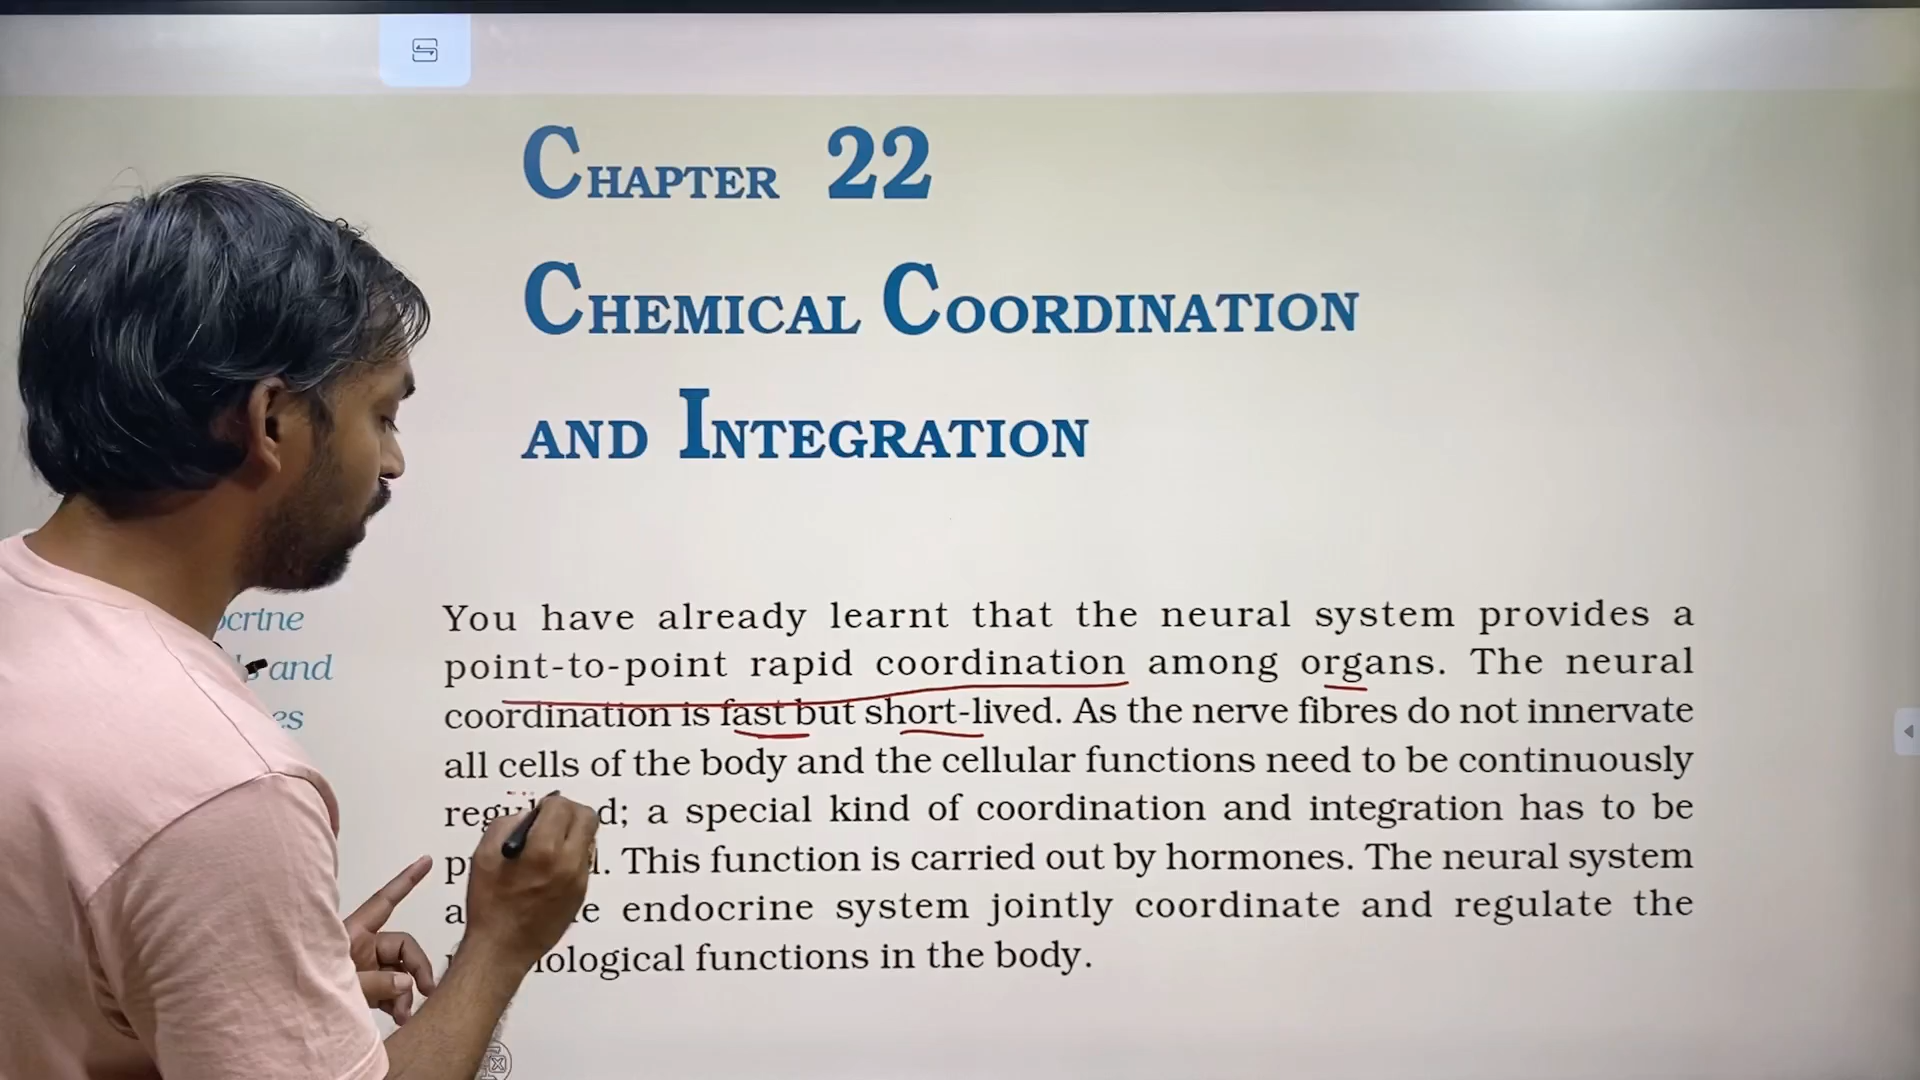 CHAPTER 22
CHEMICAL COORDINATION
AND INTEGRATION
and
You have already learnt that the neural system provides a
point-to-point rapid coordination among organs. The neural
coordination is fast but short-lived. As the nerve fibres do not innervate
all cells of the body and the cellular functions need to be continuously
a special kind of coordination and integration has to be
This function is carried out by hormones. The neural system
endocrine system jointly coordinate and regulate the
functions in the body.